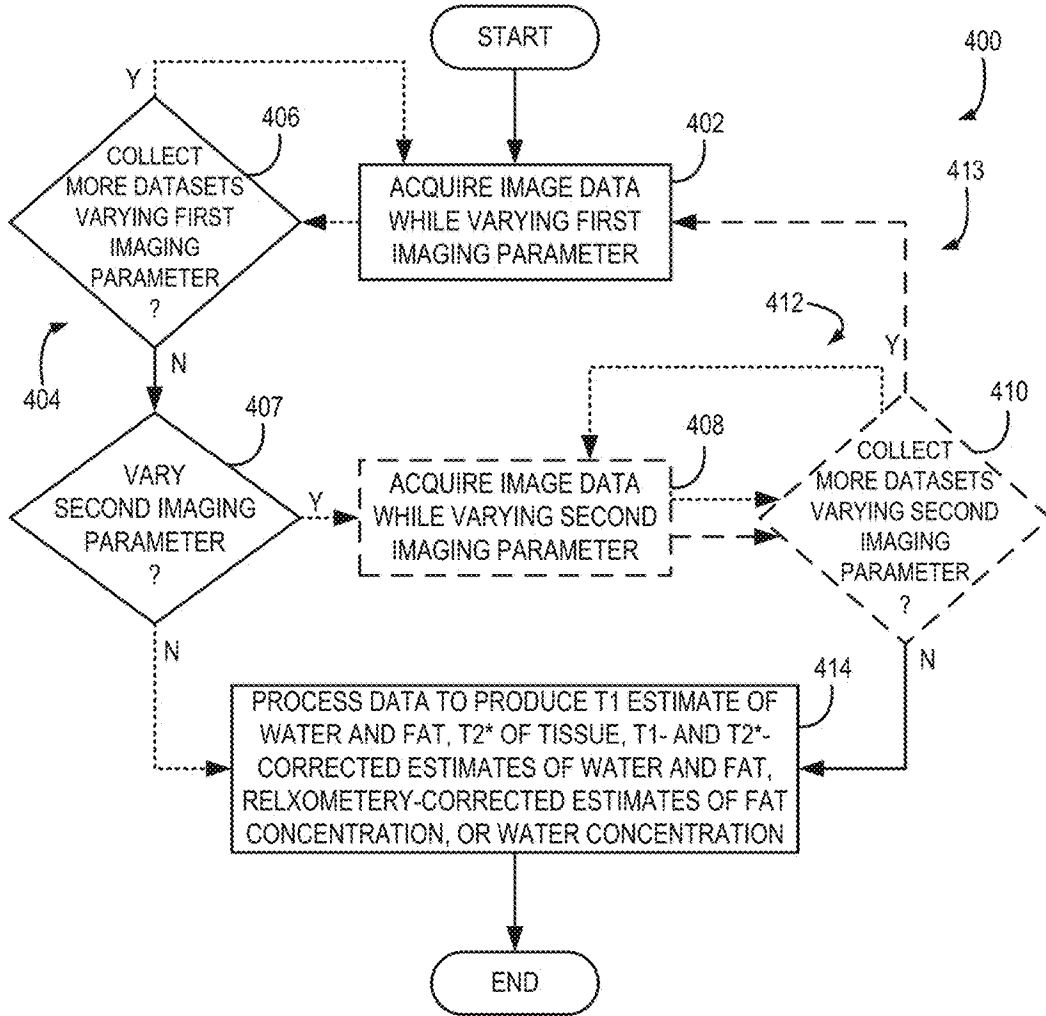 START
400
Y
406
402
413
COLLECT
MORE DATASETS
VARYING FIRST
IMAGING
PARAMETER
?
ACQUIRE IMAGE DATA
WHILE VARYING FIRST
IMAGING PARAMETER
412
Y
404
N
407
408
410
VARY
SECOND IMAGING
PARAMETER
?
Y
ACQUIRE IMAGE DATA
WHILE VARYING SECOND
IMAGING PARAMETER
COLLECT
MORE DATASETS
VARYING SECOND
IMAGING
PARAMETER
?
N
N
414
PROCESS DATA TO PRODUCE T1 ESTIMATE OF
WATER AND FAT, T2* OF TISSUE, T1- AND T2*-
CORRECTED ESTIMATES OF WATER AND FAT,
RELXOMETERY-CORRECTED ESTIMATES OF FAT
CONCENTRATION, OR WATER CONCENTRATION
END